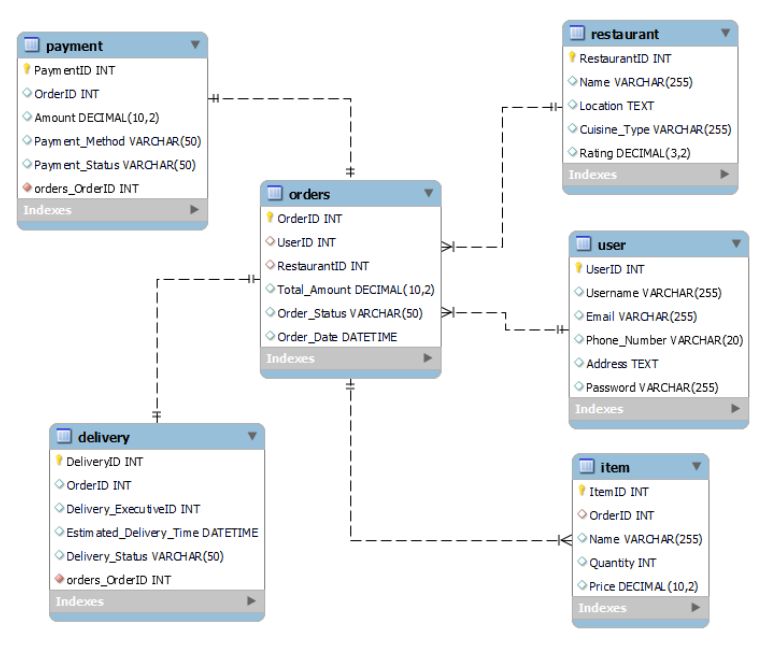 payment
PaymentID INT
OrderID INT
Amount DECIMAL(10,2)
Payment_Method VARCHAR(50)
Payment_Status VARCHAR(50)
orders_OrderID INT
Indexes
restaurant
RestaurantID INT
Name VARCHAR(255)
Location TEXT
Cuisine_Type VARCHAR(255)
Rating DECIMAL(3,2)
Indexes
orders
OrderID INT
UserID INT
RestaurantID INT
Total_Amount DECIMAL(10,2)
Order_Status VARCHAR(50)
Order_Date DATETIME
Indexes
user
UserID INT
Username VARCHAR(255)
Email VARCHAR(255)
Phone_Number VARCHAR(20)
Address TEXT
Password VARCHAR(255)
Indexes
delivery
DeliveryID INT
OrderID INT
Delivery_ExecutiveID INT
Estimated_Delivery_Time DATETIME
Delivery_Status VARCHAR(50)
orders_OrderID INT
Indexes
item
ItemID INT
OrderID INT
Name VARCHAR(255)
Quantity INT
Price DECIMAL(10,2)
Indexes